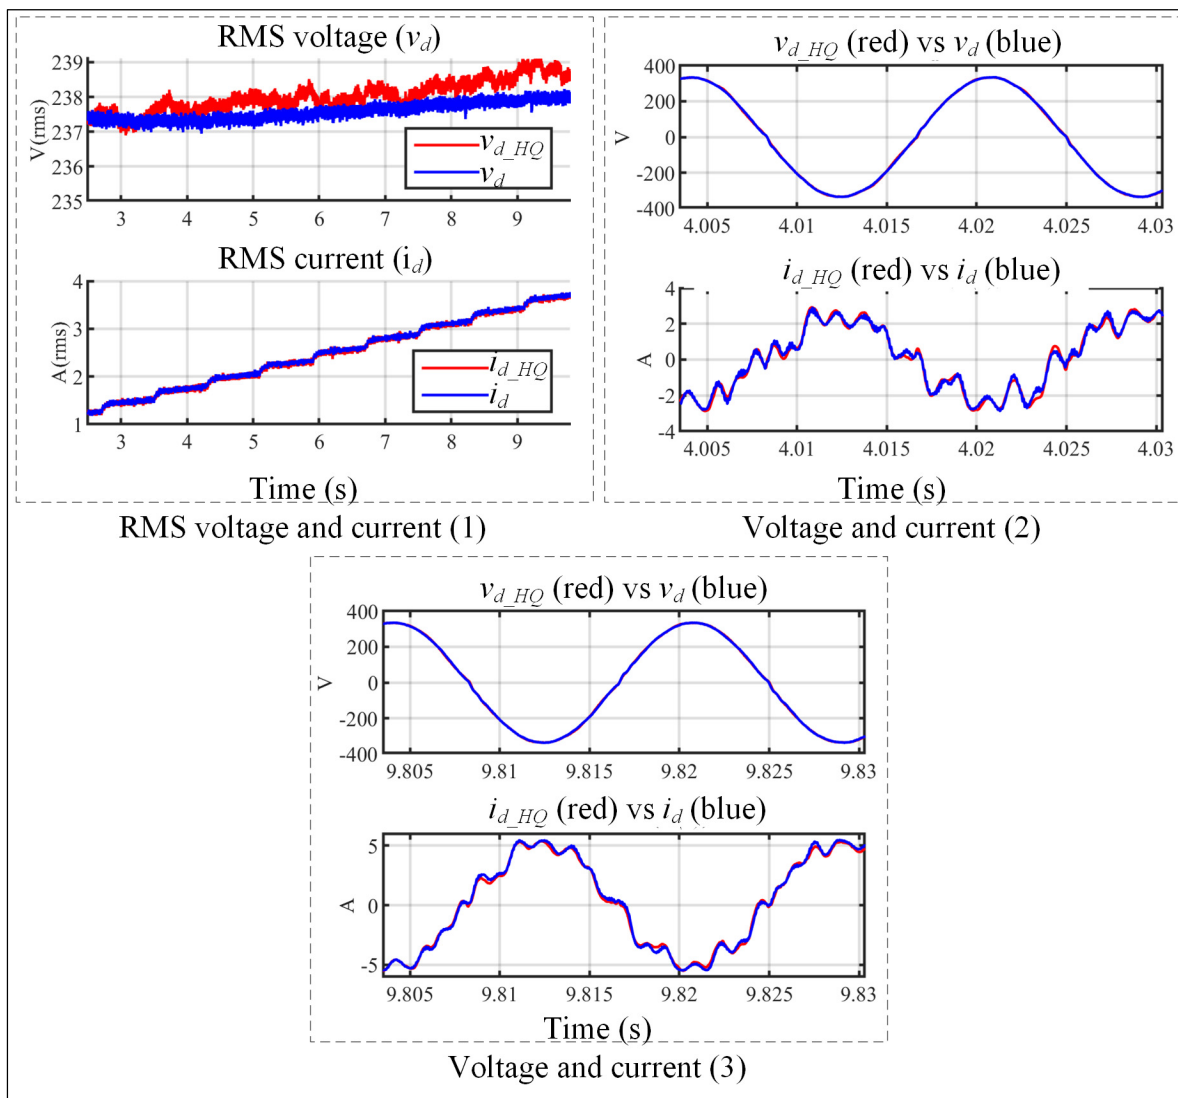 RMS voltage (v_d)
239
238
237
236
235
V(rms)
v_d_HQ
v_d
3 4 5 6 7 8 9
RMS current (i_d)
4
3
2
1
A(rms)
i_d_HQ
i_d
3 4 5 6 7 8 9
Time (s)
RMS voltage and current (1)
v_d_HQ (red) vs v_d (blue)
400
200
0
-200
-400
V
4.005 4.01 4.015 4.02 4.025 4.03
i_d_HQ (red) vs i_d (blue)
4
2
0
-2
-4
A
4.005 4.01 4.015 4.02 4.025 4.03
Time (s)
Voltage and current (2)
v_d_HQ (red) vs v_d (blue)
400
200
0
-200
-400
V
9.805 9.81 9.815 9.82 9.825 9.83
i_d_HQ (red) vs i_d (blue)
5
0
-5
A
9.805 9.81 9.815 9.82 9.825 9.83
Time (s)
Voltage and current (3)